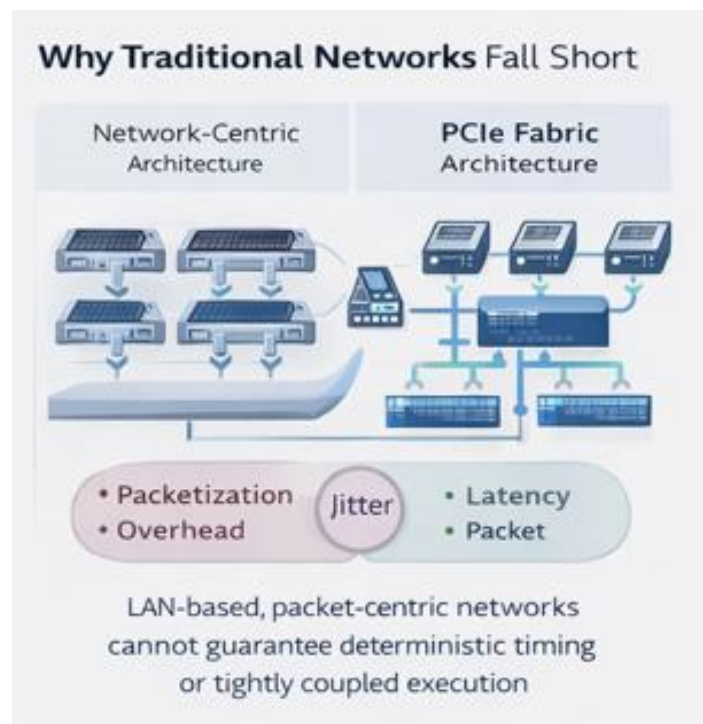 Why Traditional Networks Fall Short
Network-Centric
Architecture
PCIe Fabric
Architecture
• Packetization
• Overhead
Jitter
• Latency
• Packet
LAN-based, packet-centric networks
cannot guarantee deterministic timing
or tightly coupled execution